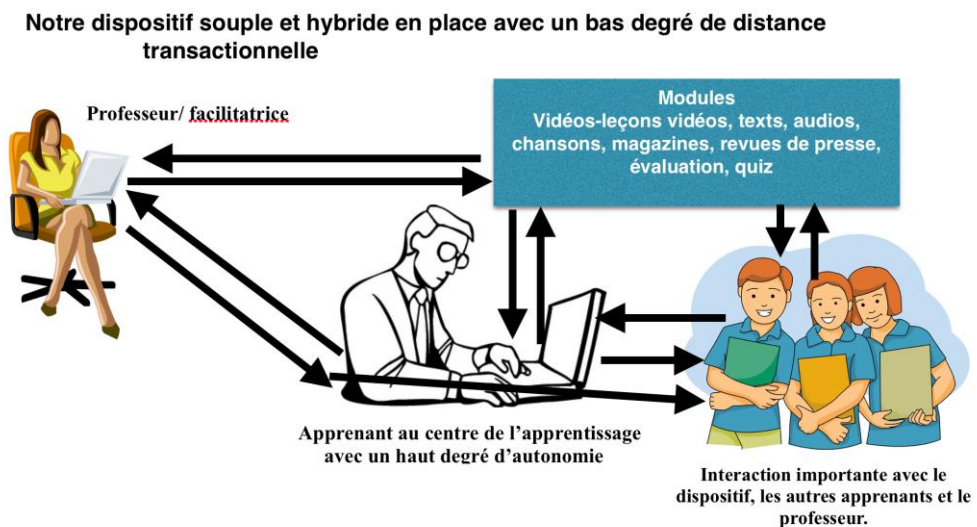 Notre dispositif souple et hybride en place avec un bas degré de distance
transactionnelle
Professeur/ facilitatrice
Modules
Vidéos-leçons vidéos, texts, audios,
chansons, magazines, revues de presse,
évaluation, quiz
Apprenant au centre de l’apprentissage
avec un haut degré d’autonomie
Interaction importante avec le
dispositif, les autres apprenants et le
professeur.